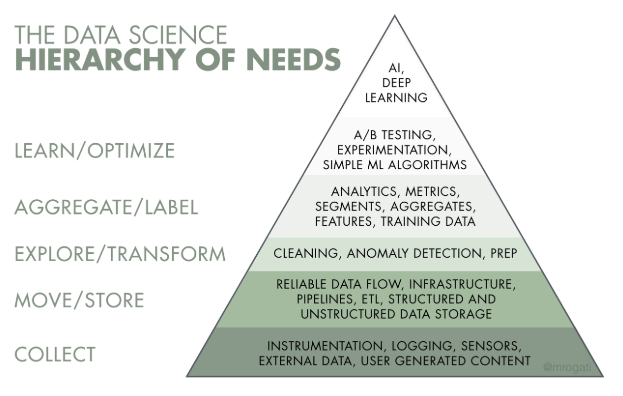 THE DATA SCIENCE
HIERARCHY OF NEEDS
AI,
DEEP
LEARNING
LEARN/OPTIMIZE
A/B TESTING,
EXPERIMENTATION,
SIMPLE ML ALGORITHMS
AGGREGATE/LABEL
ANALYTICS, METRICS,
SEGMENTS, AGGREGATES,
FEATURES, TRAINING DATA
EXPLORE/TRANSFORM
CLEANING, ANOMALY DETECTION, PREP
MOVE/STORE
RELIABLE DATA FLOW, INFRASTRUCTURE,
PIPELINES, ETL, STRUCTURED AND
UNSTRUCTURED DATA STORAGE
COLLECT
INSTRUMENTATION, LOGGING, SENSORS,
EXTERNAL DATA, USER GENERATED CONTENT
@mrogati